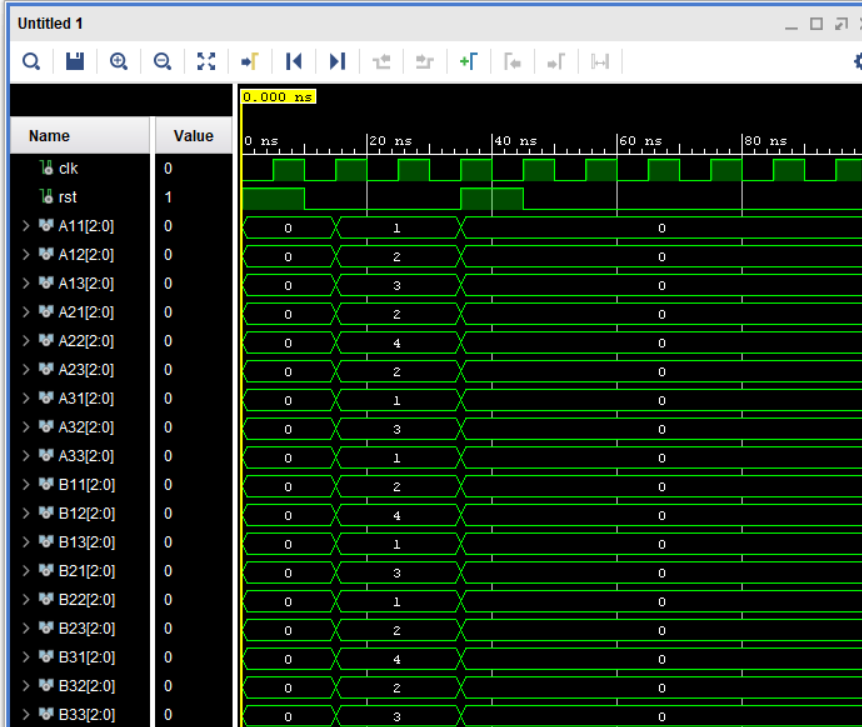 Untitled 1
0.000 ns
Name Value
0 ns 20 ns 40 ns 60 ns 80 ns
clk 0
rst 1
A11[2:0] 0 0 1 0
A12[2:0] 0 0 2 0
A13[2:0] 0 0 3 0
A21[2:0] 0 0 2 0
A22[2:0] 0 0 4 0
A23[2:0] 0 0 2 0
A31[2:0] 0 0 1 0
A32[2:0] 0 0 3 0
A33[2:0] 0 0 1 0
B11[2:0] 0 0 2 0
B12[2:0] 0 0 4 0
B13[2:0] 0 0 1 0
B21[2:0] 0 0 3 0
B22[2:0] 0 0 1 0
B23[2:0] 0 0 2 0
B31[2:0] 0 0 4 0
B32[2:0] 0 0 2 0
B33[2:0] 0 0 3 0